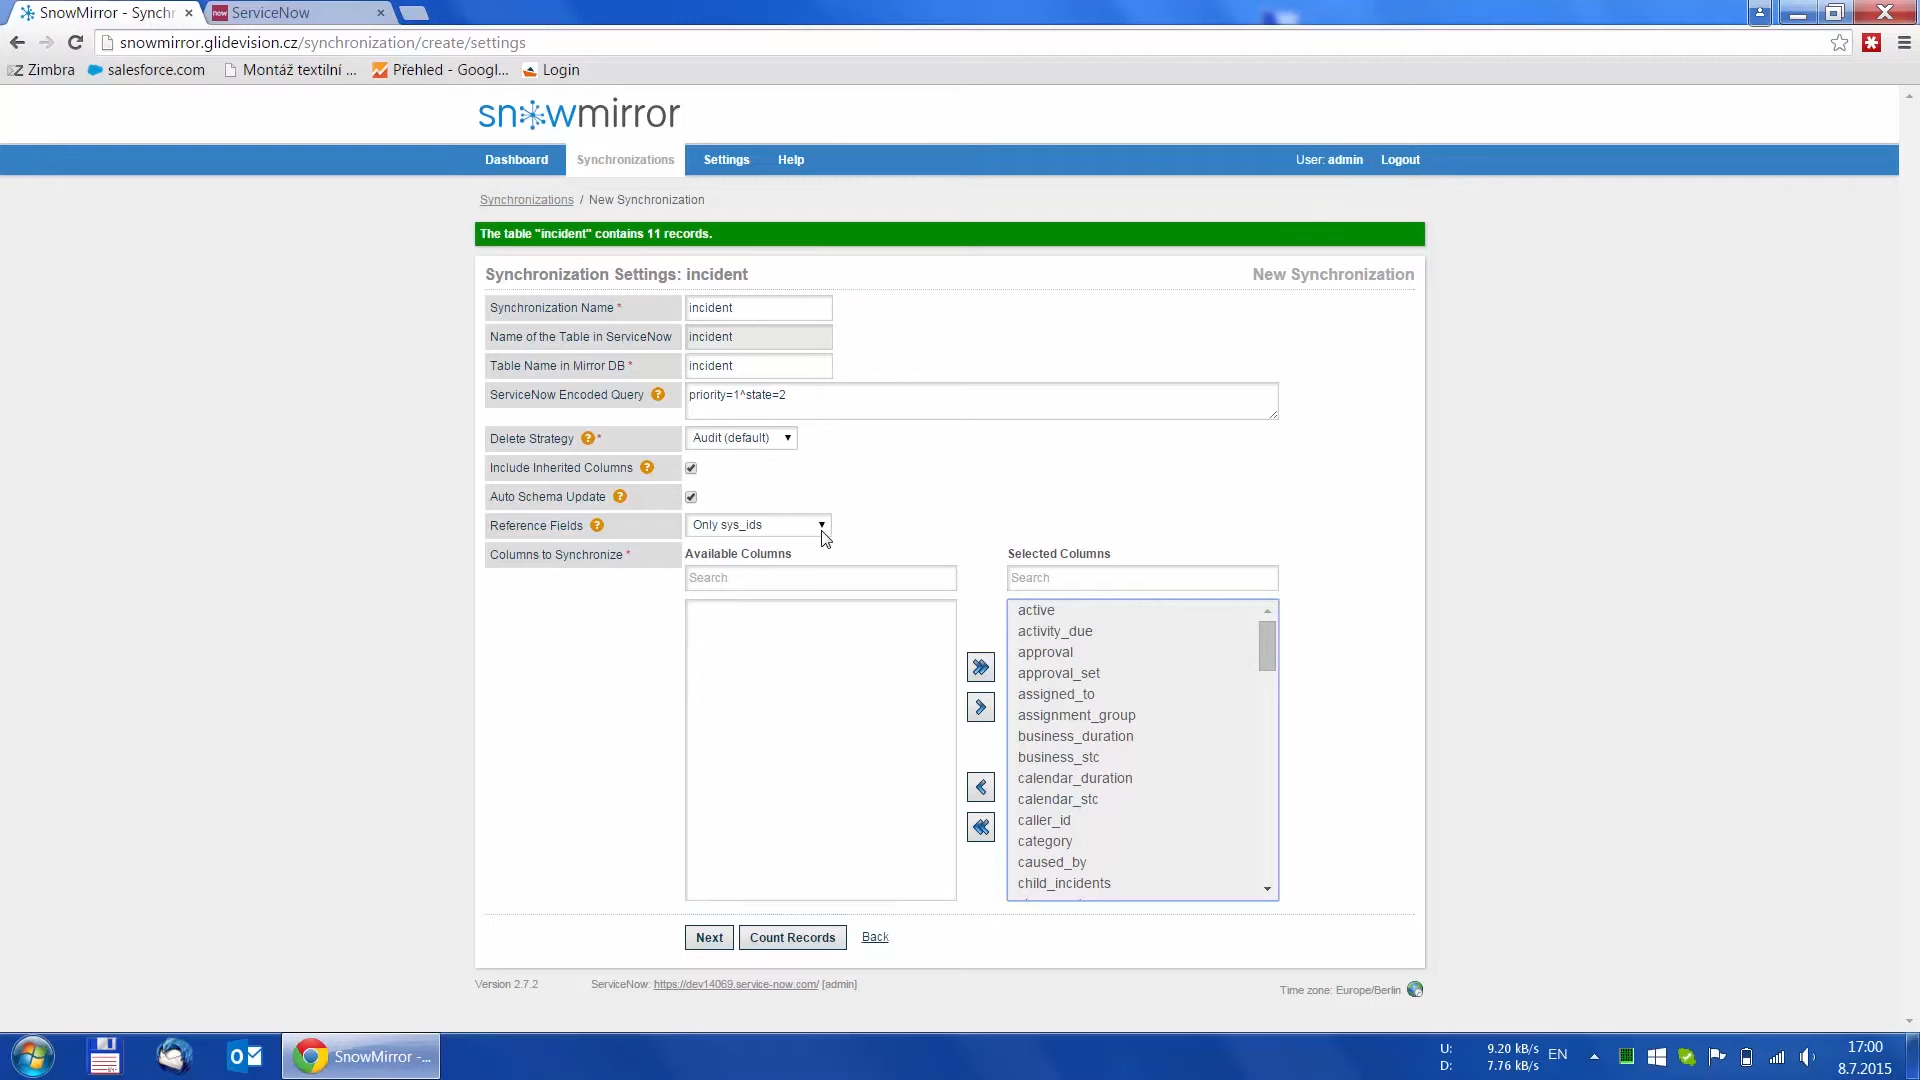 SnowMirror - Synchr
ServiceNow
snowmirror.glidevision.cz/synchronization/create/settings
Zimbra
salesforce.com
Montáž textilní ...
Přehled - Googl...
Login
snowmirror
Dashboard
Synchronizations
Settings
Help
User: admin
Logout
Synchronizations / New Synchronization
The table "incident" contains 11 records.
Synchronization Settings: incident
New Synchronization
Synchronization Name *
incident
Name of the Table in ServiceNow
incident
Table Name in Mirror DB *
incident
ServiceNow Encoded Query ?
priority=1^state=2
Delete Strategy ? *
Audit (default)
Include Inherited Columns ?
Auto Schema Update ?
Reference Fields ?
Only sys_ids
Columns to Synchronize *
Available Columns
Selected Columns
Search
Search
active
activity_due
approval
approval_set
assigned_to
assignment_group
business_duration
business_stc
calendar_duration
calendar_stc
caller_id
category
caused_by
child_incidents
Next
Count Records
Back
Version 2.7.2
ServiceNow: https://dev14069.service-now.com/ [admin]
Time zone: Europe/Berlin
SnowMirror -...
U: 9.20 kB/s
D: 7.76 kB/s
EN
17:00
8.7.2015